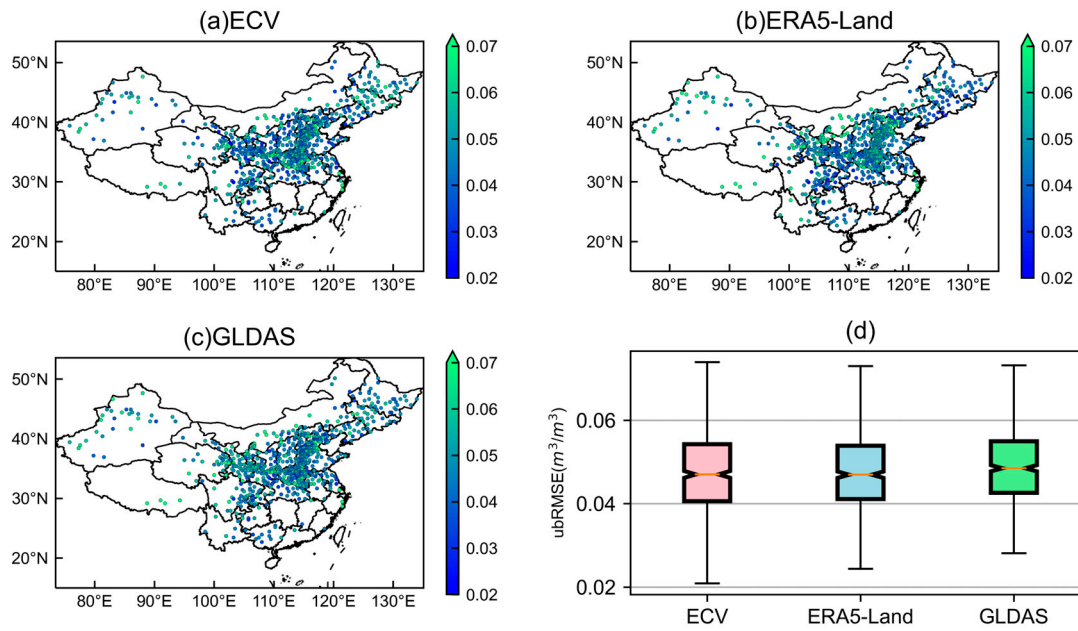 (a)ECV
50°N
40°N
30°N
20°N
80°E 90°E 100°E 110°E 120°E 130°E
0.07
0.06
0.05
0.04
0.03
0.02
(b)ERA5-Land
50°N
40°N
30°N
20°N
80°E 90°E 100°E 110°E 120°E 130°E
0.07
0.06
0.05
0.04
0.03
0.02
(c)GLDAS
50°N
40°N
30°N
20°N
80°E 90°E 100°E 110°E 120°E 130°E
0.07
0.06
0.05
0.04
0.03
0.02
(d)
ubRMSE(m³/m³)
0.06
0.04
0.02
ECV ERA5-Land GLDAS